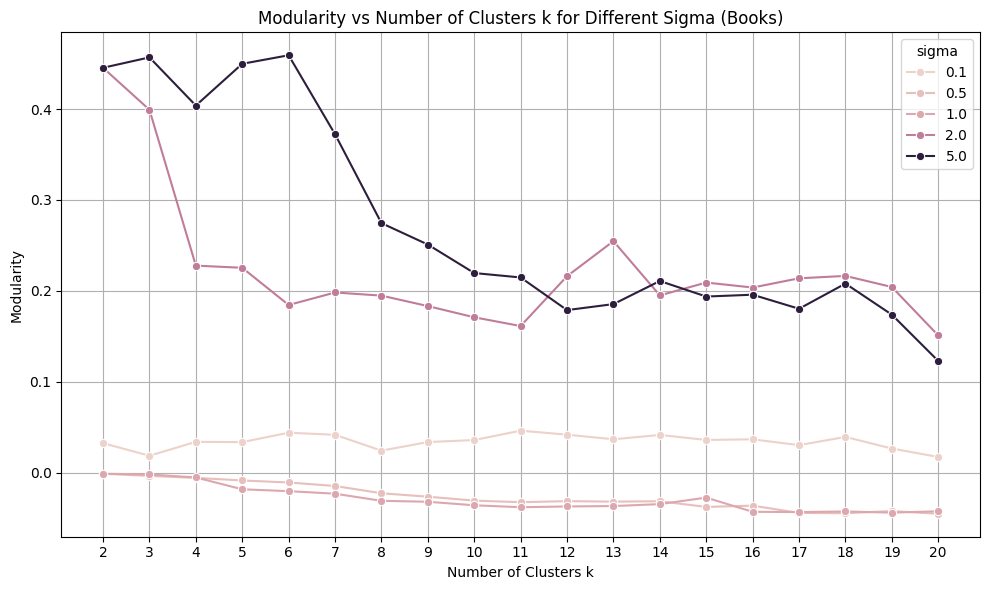 Modularity vs Number of Clusters k for Different Sigma (Books)
sigma
0.1
0.5
1.0
2.0
5.0
Modularity
0.4
0.3
0.2
0.1
0.0
2 3 4 5 6 7 8 9 10 11 12 13 14 15 16 17 18 19 20
Number of Clusters k